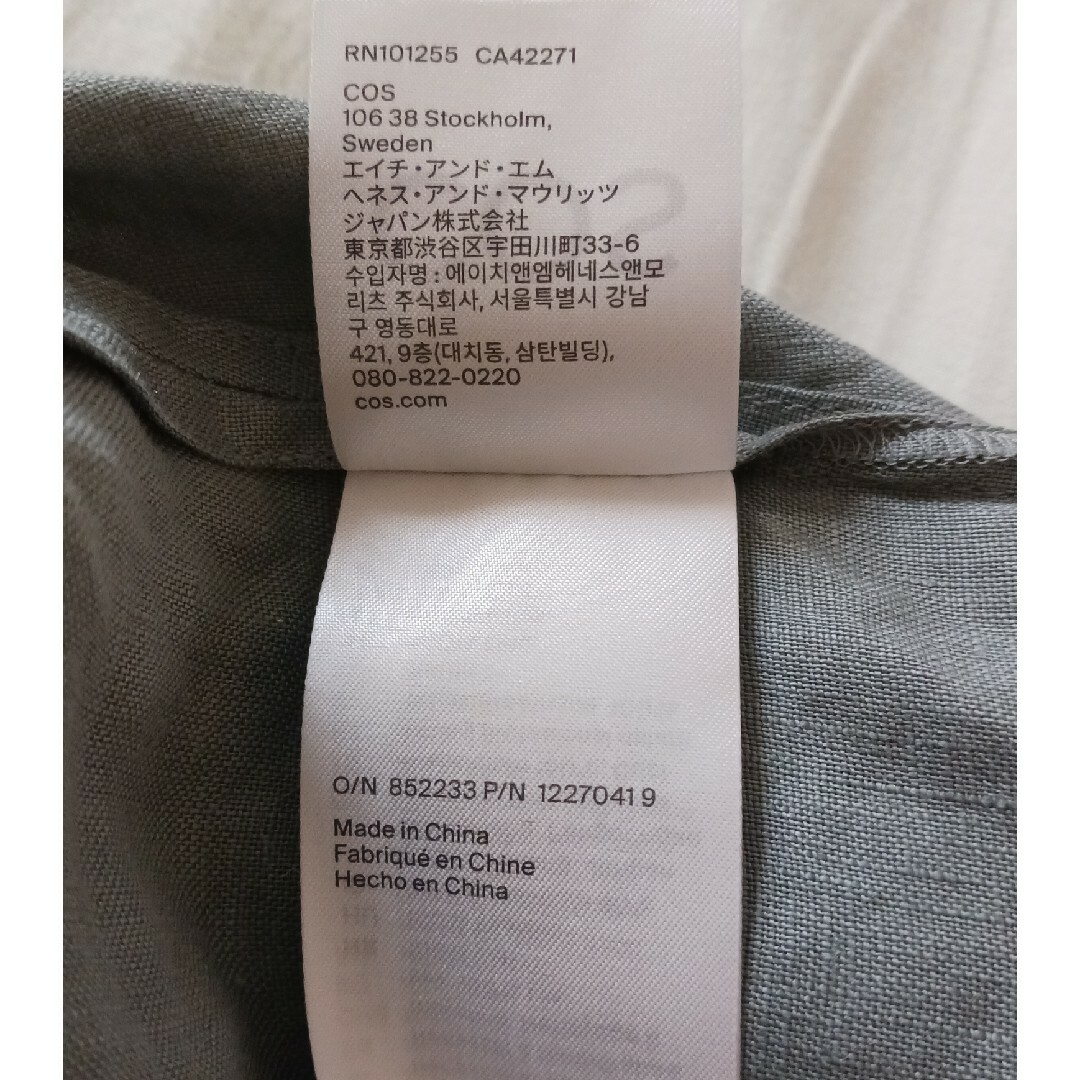 RN101255 CA42271
COS
106 38 Stockholm,
Sweden
エイチ・アンド・エム
ヘネス・アンド・マウリッツ
ジャパン株式会社
東京都渋谷区宇田川町33-6
수입자명 : 에이치앤엠헤네스앤모
리츠 주식회사, 서울특별시 강남
구 영동대로
421, 9층(대치동, 삼탄빌딩),
080-822-0220
cos.com
O/N 852233 P/N 1227041 9
Made in China
Fabriqué en Chine
Hecho en China